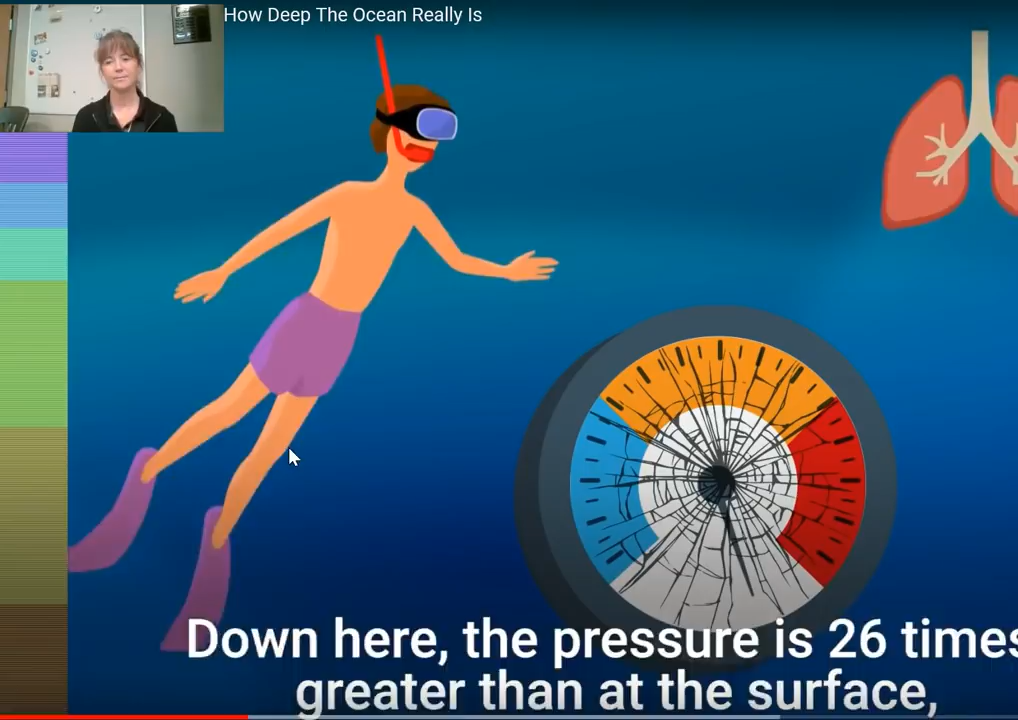 How Deep The Ocean Really Is
Down here, the pressure is 26 times
greater than at the surface,